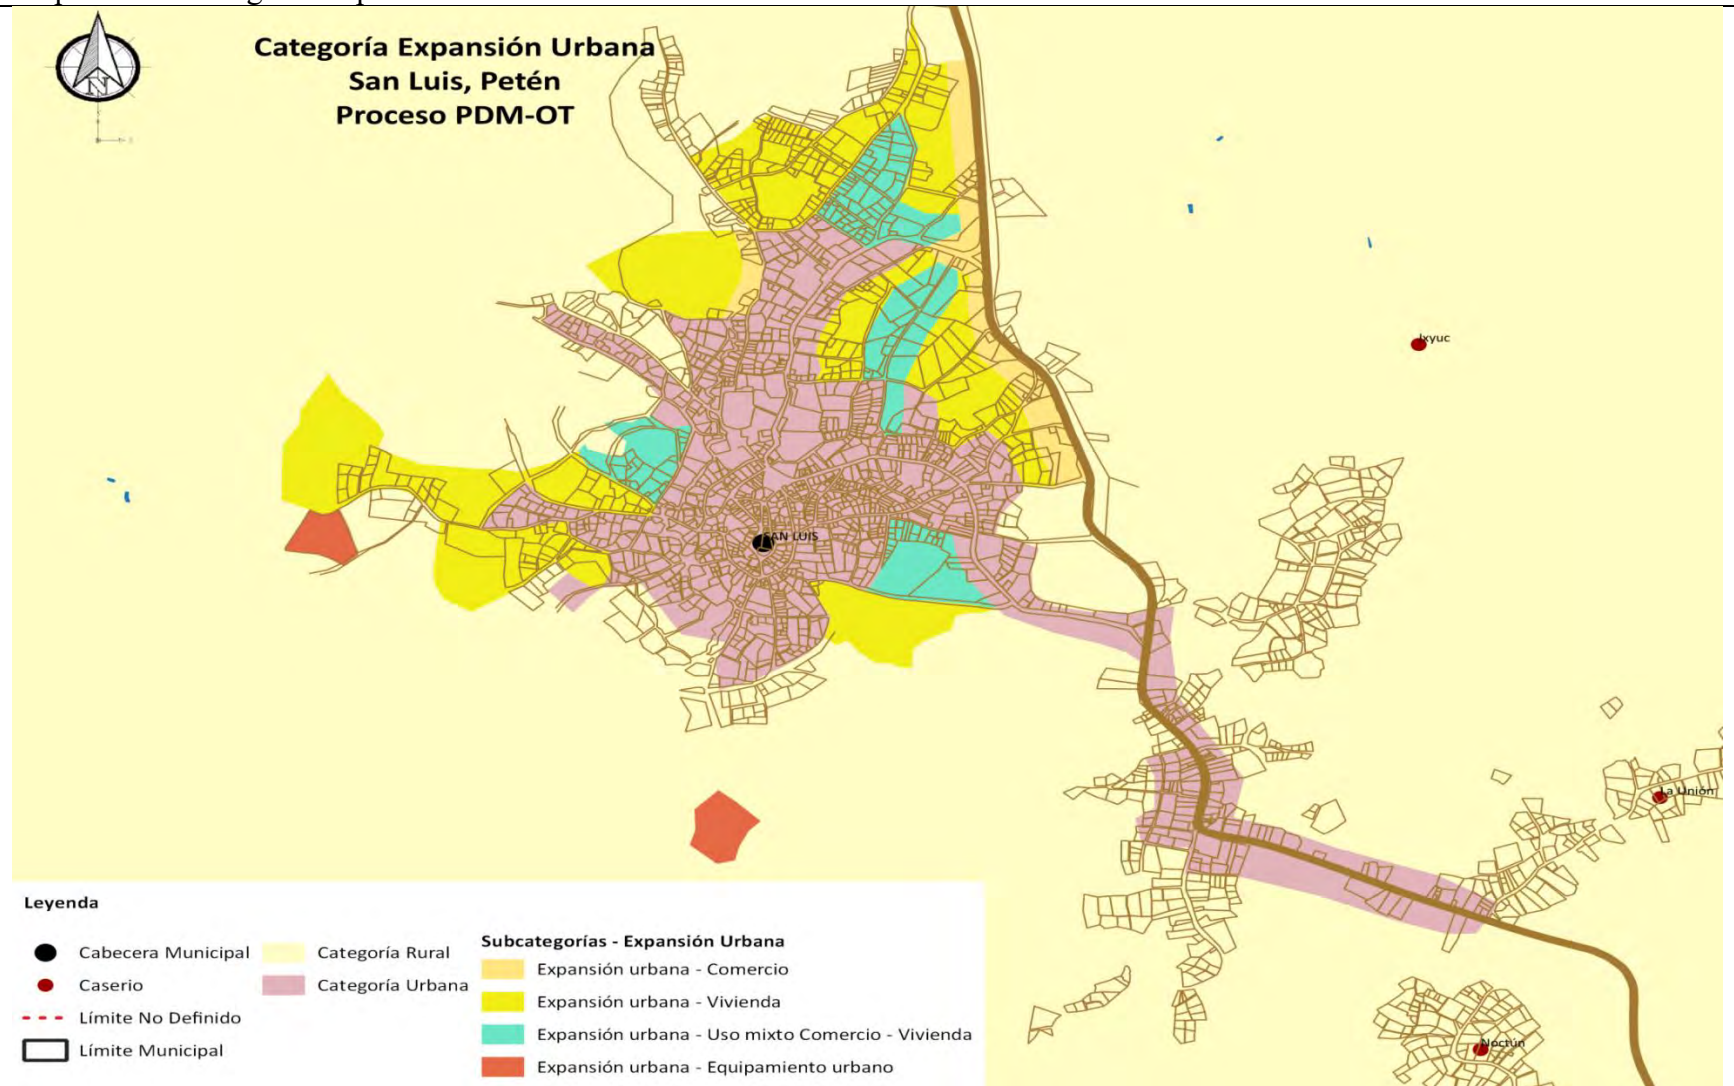 Categoría Expansión Urbana
San Luis, Petén
Proceso PDM-OT
N
Ixyuc
SAN LUIS
La Unión
Noctún
Leyenda
Cabecera Municipal
Caserio
Límite No Definido
Límite Municipal
Categoría Rural
Categoría Urbana
Subcategorías - Expansión Urbana
Expansión urbana - Comercio
Expansión urbana - Vivienda
Expansión urbana - Uso mixto Comercio - Vivienda
Expansión urbana - Equipamiento urbano